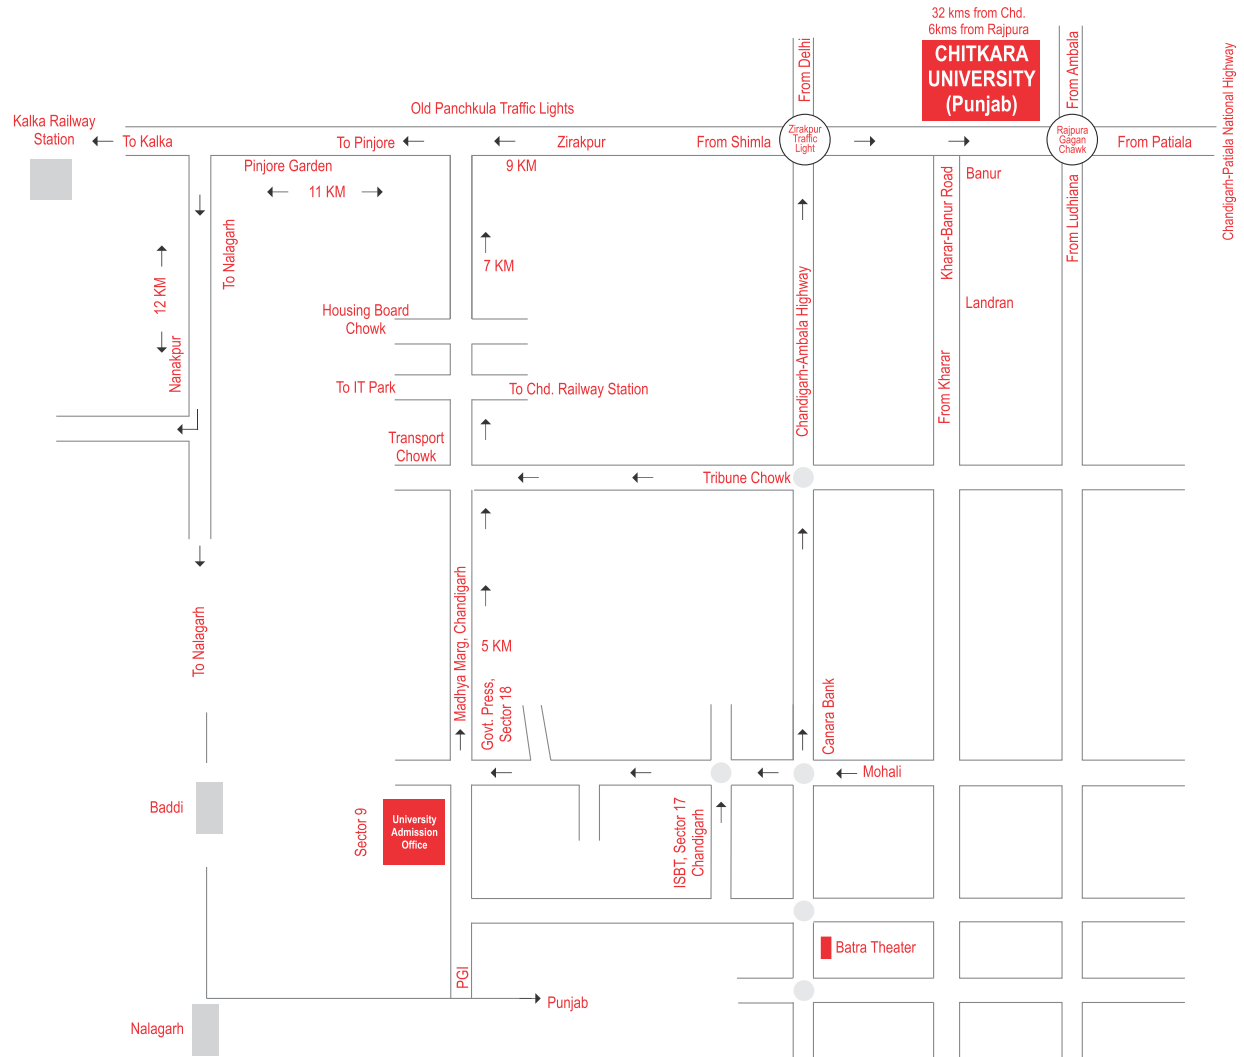 32 kms from Chd.
6kms from Rajpura
CHITKARA
UNIVERSITY
(Punjab)
From Delhi
From Ambala
Chandigarh-Patiala National Highway
Old Panchkula Traffic Lights
Kalka Railway
Station
To Kalka
To Pinjore
Zirakpur
From Shimla
Zirakpur
Traffic
Light
Rajpura
Gagan
Chawk
From Patiala
Pinjore Garden
11 KM
9 KM
Banur
Kharar-Banur Road
From Ludhiana
To Nalagarh
12 KM
7 KM
Housing Board
Chowk
Landran
Chandigarh-Ambala Highway
Nanakpur
To IT Park
To Chd. Railway Station
From Kharar
Transport
Chowk
Tribune Chowk
Madhya Marg, Chandigarh
5 KM
To Nalagarh
Govt. Press,
Sector 18
Canara Bank
Mohali
Baddi
Sector 9
University
Admission
Office
ISBT, Sector 17
Chandigarh
Batra Theater
PGI
Punjab
Nalagarh